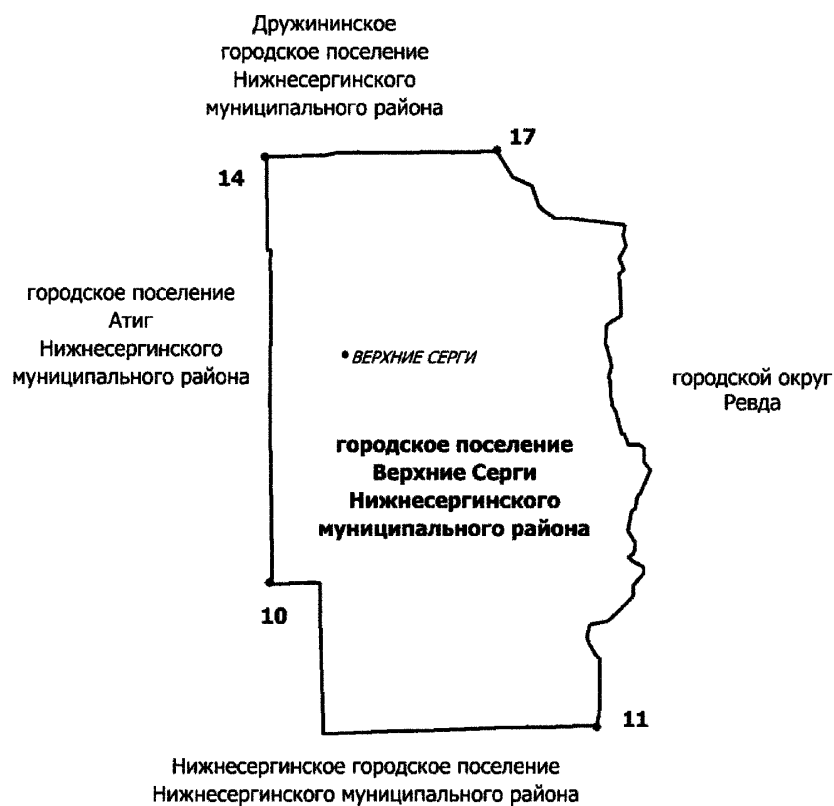 Дружининское
городское поселение
Нижнесергинского
муниципального района
17
14
городское поселение
Атиг
Нижнесергинского
муниципального района
ВЕРХНИЕ СЕРГИ
городской округ
Ревда
городское поселение
Верхние Серги
Нижнесергинского
муниципального района
10
11
Нижнесергинское городское поселение
Нижнесергинского муниципального района